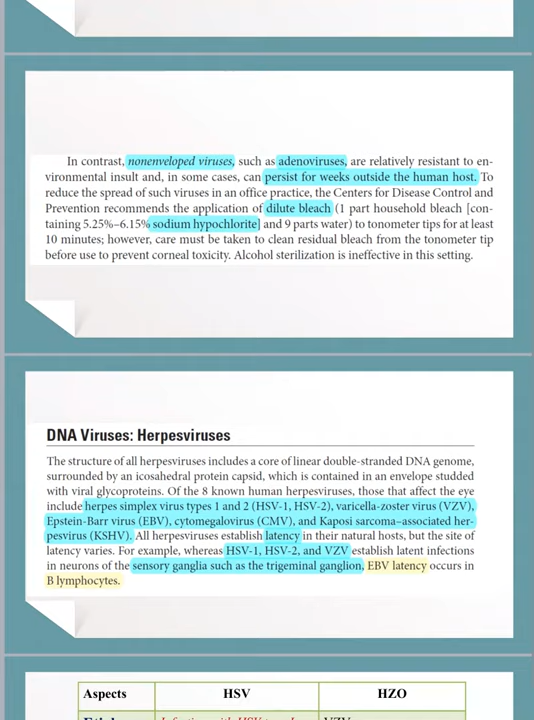 In contrast, nonenveloped viruses, such as adenoviruses, are relatively resistant to en-
vironmental insult and, in some cases, can persist for weeks outside the human host. To
reduce the spread of such viruses in an office practice, the Centers for Disease Control and
Prevention recommends the application of dilute bleach (1 part household bleach [con-
taining 5.25%–6.15% sodium hypochlorite] and 9 parts water) to tonometer tips for at least
10 minutes; however, care must be taken to clean residual bleach from the tonometer tip
before use to prevent corneal toxicity. Alcohol sterilization is ineffective in this setting.
DNA Viruses: Herpesviruses
The structure of all herpesviruses includes a core of linear double-stranded DNA genome,
surrounded by an icosahedral protein capsid, which is contained in an envelope studded
with viral glycoproteins. Of the 8 known human herpesviruses, those that affect the eye
include herpes simplex virus types 1 and 2 (HSV-1, HSV-2), varicella-zoster virus (VZV),
Epstein-Barr virus (EBV), cytomegalovirus (CMV), and Kaposi sarcoma–associated her-
pesvirus (KSHV). All herpesviruses establish latency in their natural hosts, but the site of
latency varies. For example, whereas HSV-1, HSV-2, and VZV establish latent infections
in neurons of the sensory ganglia such as the trigeminal ganglion, EBV latency occurs in
B lymphocytes.
Aspects HSV HZO